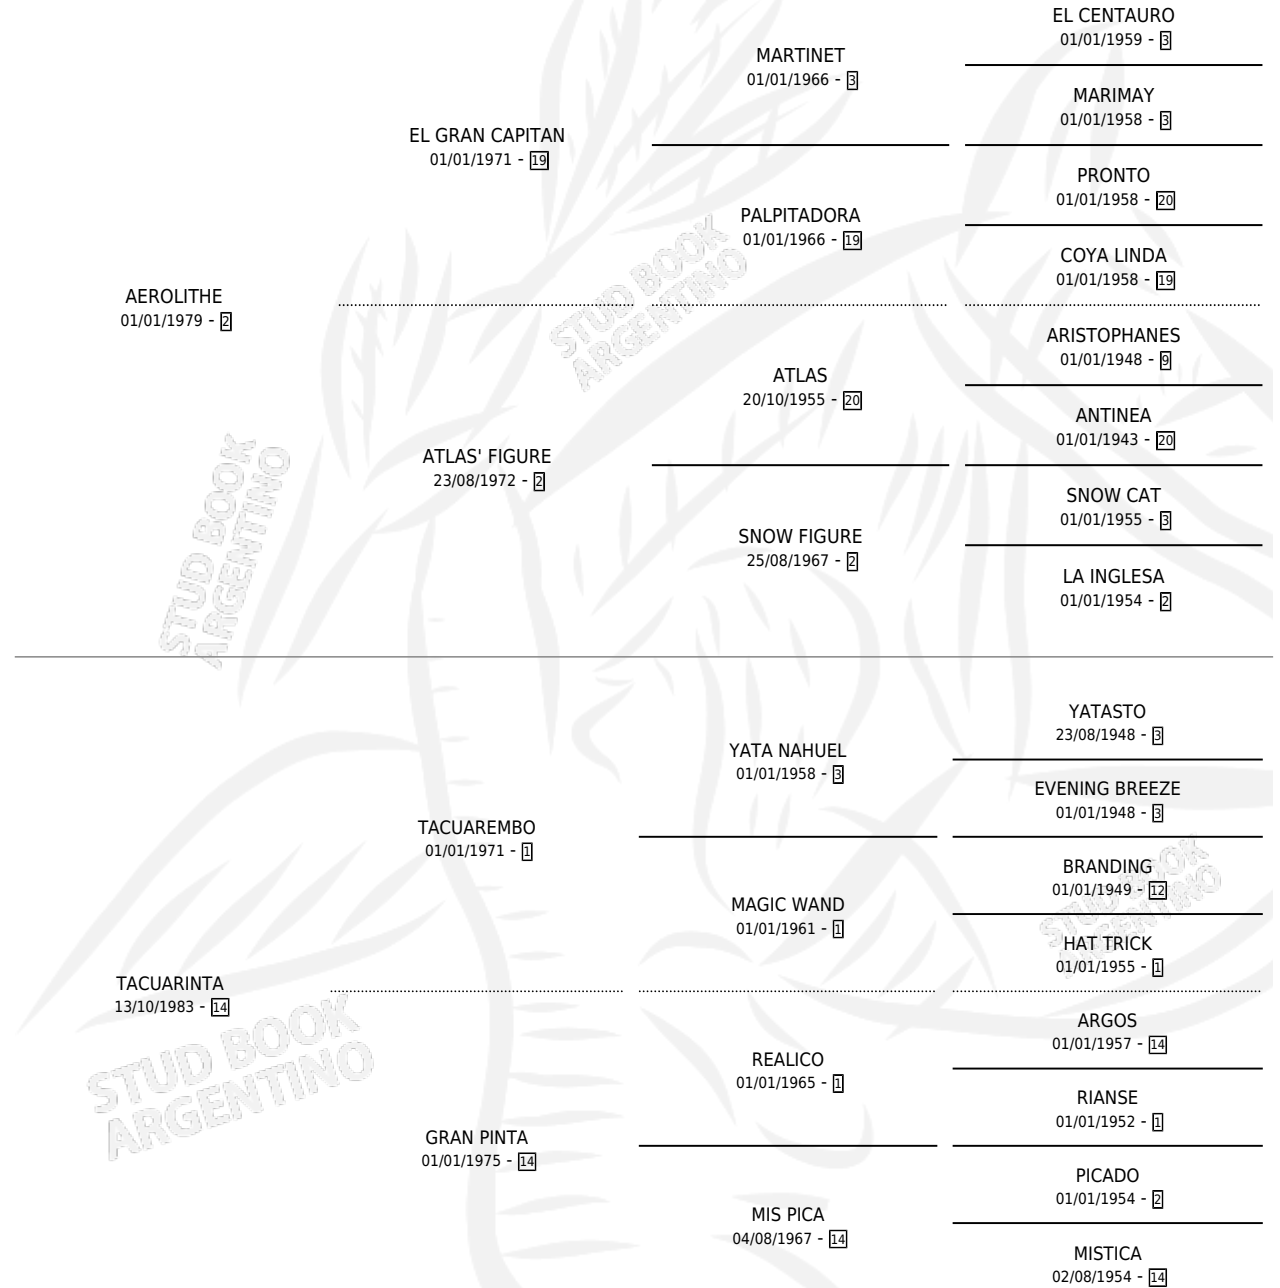 EL CENTAURO
01/01/1959 - 3
MARTINET
01/01/1966 - 3
MARIMAY
01/01/1958 - 3
EL GRAN CAPITAN
01/01/1971 - 19
PRONTO
01/01/1958 - 20
PALPITADORA
01/01/1966 - 19
COYA LINDA
01/01/1958 - 19
AEROLITHE
01/01/1979 - 2
ARISTOPHANES
01/01/1948 - 9
ATLAS
20/10/1955 - 20
ANTINEA
01/01/1943 - 20
ATLAS' FIGURE
23/08/1972 - 2
SNOW CAT
01/01/1955 - 3
SNOW FIGURE
25/08/1967 - 2
LA INGLESA
01/01/1954 - 2
YATASTO
23/08/1948 - 3
YATA NAHUEL
01/01/1958 - 3
EVENING BREEZE
01/01/1948 - 3
TACUAREMBO
01/01/1971 - 1
BRANDING
01/01/1949 - 12
MAGIC WAND
01/01/1961 - 1
HAT TRICK
01/01/1955 - 1
TACUARINTA
13/10/1983 - 14
ARGOS
01/01/1957 - 14
REALICO
01/01/1965 - 1
RIANSE
01/01/1952 - 1
GRAN PINTA
01/01/1975 - 14
PICADO
01/01/1954 - 2
MIS PICA
04/08/1967 - 14
MISTICA
02/08/1954 - 14
STUD BOOK
ARGENTINO
STUD BOOK
ARGENTINO
STUD BOOK
ARGENTINO
STUD BOOK
ARGENTINO